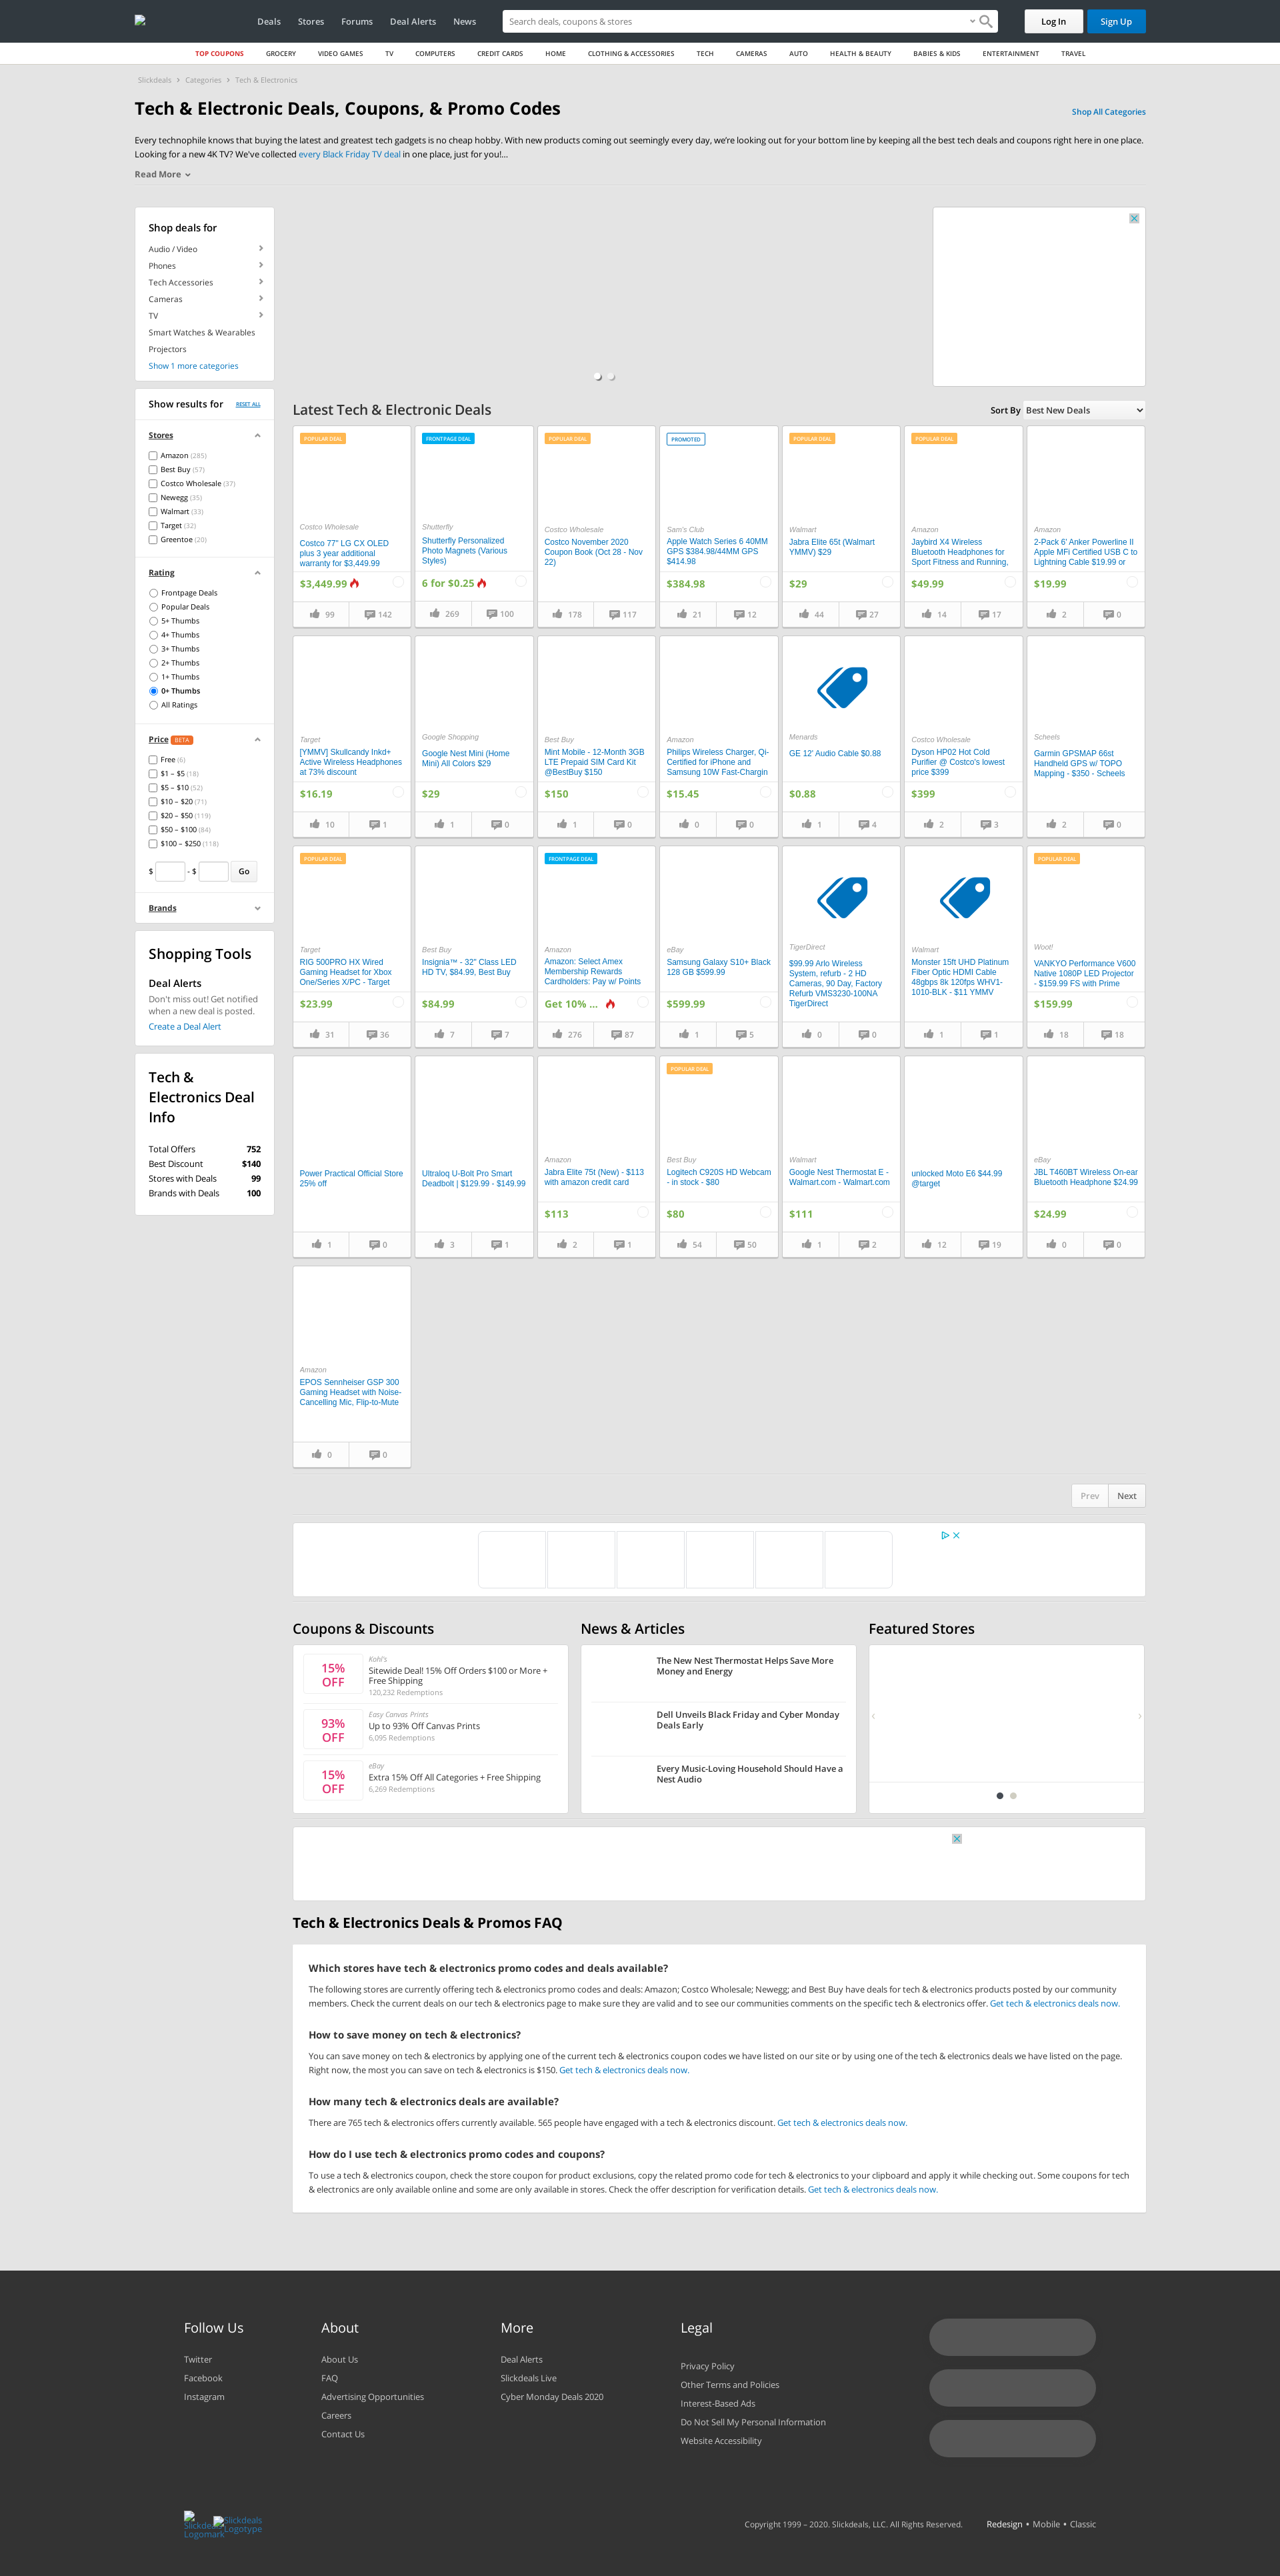 Deals Stores Forums Deal Alerts News
Search deals, coupons & stores
Log In
Sign Up
TOP COUPONS GROCERY VIDEO GAMES TV COMPUTERS CREDIT CARDS HOME CLOTHING & ACCESSORIES TECH CAMERAS AUTO HEALTH & BEAUTY BABIES & KIDS ENTERTAINMENT TRAVEL
Slickdeals > Categories > Tech & Electronics
Tech & Electronic Deals, Coupons, & Promo Codes
Shop All Categories
Every technophile knows that buying the latest and greatest tech gadgets is no cheap hobby. With new products coming out seemingly every day, we're looking out for your bottom line by keeping all the best tech deals and coupons right here in one place.
Looking for a new 4K TV? We've collected every Black Friday TV deal in one place, just for you!...
Read More
Shop deals for
Audio / Video
Phones
Tech Accessories
Cameras
TV
Smart Watches & Wearables
Projectors
Show 1 more categories
Show results for RESET ALL
Stores
Amazon (285)
Best Buy (57)
Costco Wholesale (37)
Newegg (35)
Walmart (33)
Target (32)
Greentoe (20)
Rating
Frontpage Deals
Popular Deals
5+ Thumbs
4+ Thumbs
3+ Thumbs
2+ Thumbs
1+ Thumbs
0+ Thumbs
All Ratings
Price BETA
Free (6)
$1 – $5 (18)
$5 – $10 (52)
$10 – $20 (71)
$20 – $50 (119)
$50 – $100 (84)
$100 – $250 (118)
$ - $ Go
Brands
Shopping Tools
Deal Alerts
Don't miss out! Get notified
when a new deal is posted.
Create a Deal Alert
Tech &
Electronics Deal
Info
Total Offers 752
Best Discount $140
Stores with Deals 99
Brands with Deals 100
Latest Tech & Electronic Deals
Sort By Best New Deals
POPULAR DEAL
Costco Wholesale
Costco 77" LG CX OLED
plus 3 year additional
warranty for $3,449.99
$3,449.99
99 142
FRONTPAGE DEAL
Shutterfly
Shutterfly Personalized
Photo Magnets (Various
Styles)
6 for $0.25
269 100
POPULAR DEAL
Costco Wholesale
Costco November 2020
Coupon Book (Oct 28 - Nov
22)
178 117
PROMOTED
Sam's Club
Apple Watch Series 6 40MM
GPS $384.98/44MM GPS
$414.98
$384.98
21 12
POPULAR DEAL
Walmart
Jabra Elite 65t (Walmart
YMMV) $29
$29
44 27
POPULAR DEAL
Amazon
Jaybird X4 Wireless
Bluetooth Headphones for
Sport Fitness and Running,
$49.99
14 17
Amazon
2-Pack 6' Anker Powerline II
Apple MFi Certified USB C to
Lightning Cable $19.99 or
$19.99
2 0
Target
[YMMV] Skullcandy Inkd+
Active Wireless Headphones
at 73% discount
$16.19
10 1
Google Shopping
Google Nest Mini (Home
Mini) All Colors $29
$29
1 0
Best Buy
Mint Mobile - 12-Month 3GB
LTE Prepaid SIM Card Kit
@BestBuy $150
$150
1 0
Amazon
Philips Wireless Charger, Qi-
Certified for iPhone and
Samsung 10W Fast-Chargin
$15.45
0 0
Menards
GE 12' Audio Cable $0.88
$0.88
1 4
Costco Wholesale
Dyson HP02 Hot Cold
Purifier @ Costco's lowest
price $399
$399
2 3
Scheels
Garmin GPSMAP 66st
Handheld GPS w/ TOPO
Mapping - $350 - Scheels
2 0
POPULAR DEAL
Target
RIG 500PRO HX Wired
Gaming Headset for Xbox
One/Series X/PC - Target
$23.99
31 36
Best Buy
Insignia™ - 32" Class LED
HD TV, $84.99, Best Buy
$84.99
7 7
FRONTPAGE DEAL
Amazon
Amazon: Select Amex
Membership Rewards
Cardholders: Pay w/ Points
Get 10% ...
276 87
eBay
Samsung Galaxy S10+ Black
128 GB $599.99
$599.99
1 5
TigerDirect
$99.99 Arlo Wireless
System, refurb - 2 HD
Cameras, 90 Day, Factory
Refurb VMS3230-100NA
TigerDirect
0 0
Walmart
Monster 15ft UHD Platinum
Fiber Optic HDMI Cable
48gbps 8k 120fps WHV1-
1010-BLK - $11 YMMV
1 1
POPULAR DEAL
Woot!
VANKYO Performance V600
Native 1080P LED Projector
- $159.99 FS with Prime
$159.99
18 18
Power Practical Official Store
25% off
1 0
Ultraloq U-Bolt Pro Smart
Deadbolt | $129.99 - $149.99
3 1
Amazon
Jabra Elite 75t (New) - $113
with amazon credit card
$113
2 1
POPULAR DEAL
Best Buy
Logitech C920S HD Webcam
- in stock - $80
$80
54 50
Walmart
Google Nest Thermostat E -
Walmart.com - Walmart.com
$111
1 2
unlocked Moto E6 $44.99
@target
12 19
eBay
JBL T460BT Wireless On-ear
Bluetooth Headphone $24.99
$24.99
0 0
Amazon
EPOS Sennheiser GSP 300
Gaming Headset with Noise-
Cancelling Mic, Flip-to-Mute
0 0
Prev Next
Coupons & Discounts
15%
OFF
Kohl's
Sitewide Deal! 15% Off Orders $100 or More +
Free Shipping
120,232 Redemptions
93%
OFF
Easy Canvas Prints
Up to 93% Off Canvas Prints
6,095 Redemptions
15%
OFF
eBay
Extra 15% Off All Categories + Free Shipping
6,269 Redemptions
News & Articles
The New Nest Thermostat Helps Save More
Money and Energy
Dell Unveils Black Friday and Cyber Monday
Deals Early
Every Music-Loving Household Should Have a
Nest Audio
Featured Stores
Tech & Electronics Deals & Promos FAQ
Which stores have tech & electronics promo codes and deals available?
The following stores are currently offering tech & electronics promo codes and deals: Amazon; Costco Wholesale; Newegg; and Best Buy have deals for tech & electronics products posted by our community
members. Check the current deals on our tech & electronics page to make sure they are valid and to see our communities comments on the specific tech & electronics offer. Get tech & electronics deals now.
How to save money on tech & electronics?
You can save money on tech & electronics by applying one of the current tech & electronics coupon codes we have listed on our site or by using one of the tech & electronics deals we have listed on the page.
Right now, the most you can save on tech & electronics is $150. Get tech & electronics deals now.
How many tech & electronics deals are available?
There are 765 tech & electronics offers currently available. 565 people have engaged with a tech & electronics discount. Get tech & electronics deals now.
How do I use tech & electronics promo codes and coupons?
To use a tech & electronics coupon, check the store coupon for product exclusions, copy the related promo code for tech & electronics to your clipboard and apply it while checking out. Some coupons for tech
& electronics are only available online and some are only available in stores. Check the offer description for verification details. Get tech & electronics deals now.
Follow Us
Twitter
Facebook
Instagram
About
About Us
FAQ
Advertising Opportunities
Careers
Contact Us
More
Deal Alerts
Slickdeals Live
Cyber Monday Deals 2020
Legal
Privacy Policy
Other Terms and Policies
Interest-Based Ads
Do Not Sell My Personal Information
Website Accessibility
Slickdeals
Logomark
Slickdeals
Logotype
Copyright 1999 – 2020. Slickdeals, LLC. All Rights Reserved. Redesign • Mobile • Classic